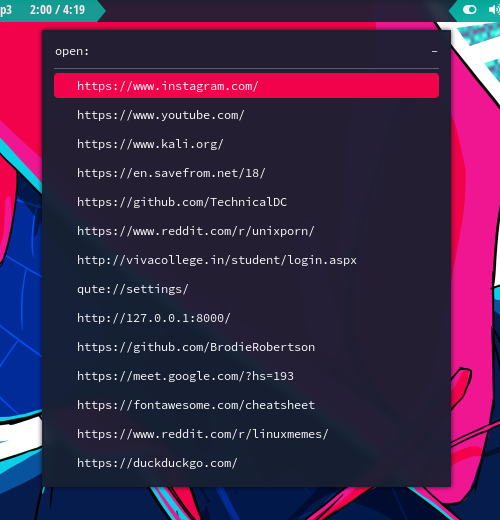 p3 2:00 / 4:19
open:
https://www.instagram.com/
https://www.youtube.com/
https://www.kali.org/
https://en.savefrom.net/18/
https://github.com/TechnicalDC
https://www.reddit.com/r/unixporn/
http://vivacollege.in/student/login.aspx
qute://settings/
http://127.0.0.1:8000/
https://github.com/BrodieRobertson
https://meet.google.com/?hs=193
https://fontawesome.com/cheatsheet
https://www.reddit.com/r/linuxmemes/
https://duckduckgo.com/